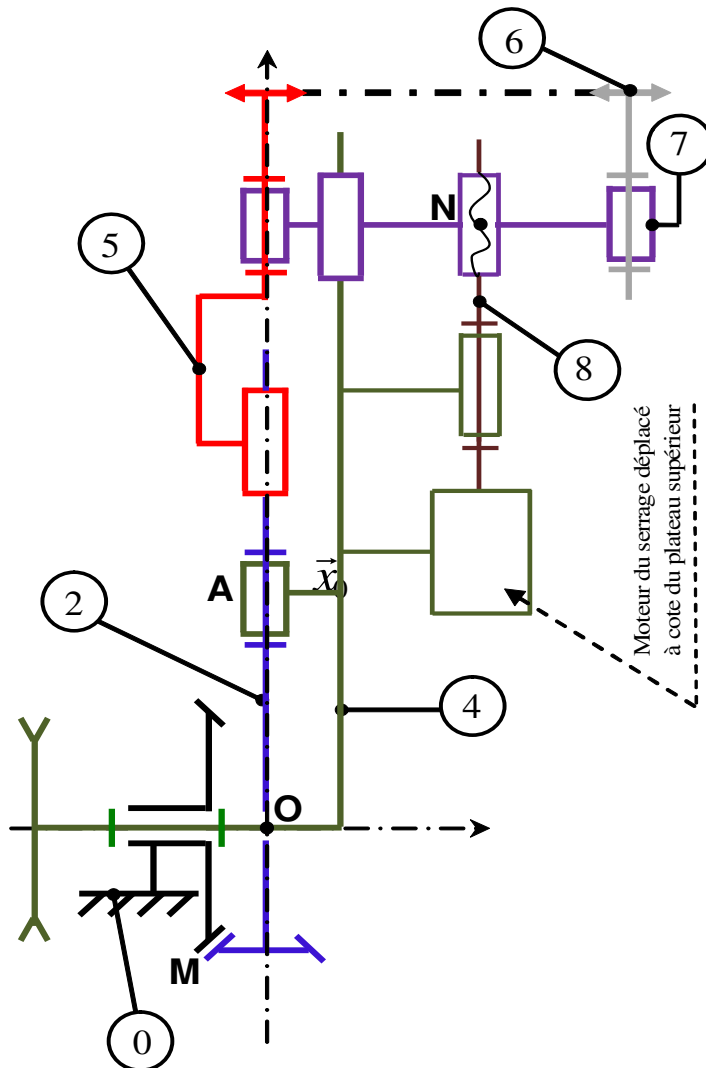 6
7
N
5
8
Moteur du serrage déplacé
à cote du plateau supérieur
A
x₀
2
4
O
M
0